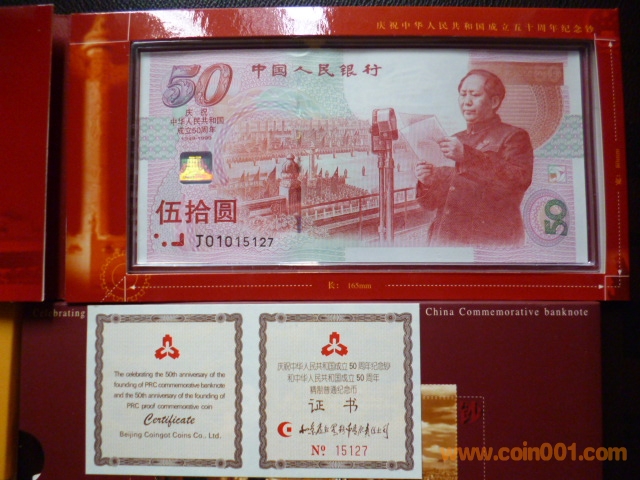 庆祝中华人民共和国成立五十周年纪念钞
50
中国人民银行
庆祝
中华人民共和国
成立50周年
1949-1999
50
伍拾圆
J01015127
50
长: 165mm
Celebrating
China Commemorative banknote
The celebrating the 50th anniversary of the
founding of PRC commemorative banknote
and the 50th anniversary of the founding of
PRC proof commemorative coin
Certificate
Beijing Coingot Coins Co., Ltd.
庆祝中华人民共和国成立50周年纪念钞
和中华人民共和国成立50周年
精制普通纪念币
证书
No 15127
www.coin001.com